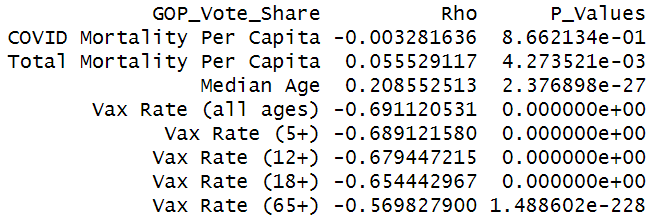 GOP_Vote_Share Rho P_Values
COVID Mortality Per Capita -0.003281636 8.662134e-01
Total Mortality Per Capita 0.055529117 4.273521e-03
Median Age 0.208552513 2.376898e-27
Vax Rate (all ages) -0.691120531 0.000000e+00
Vax Rate (5+) -0.689121580 0.000000e+00
Vax Rate (12+) -0.679447215 0.000000e+00
Vax Rate (18+) -0.654442967 0.000000e+00
Vax Rate (65+) -0.569827900 1.488602e-228